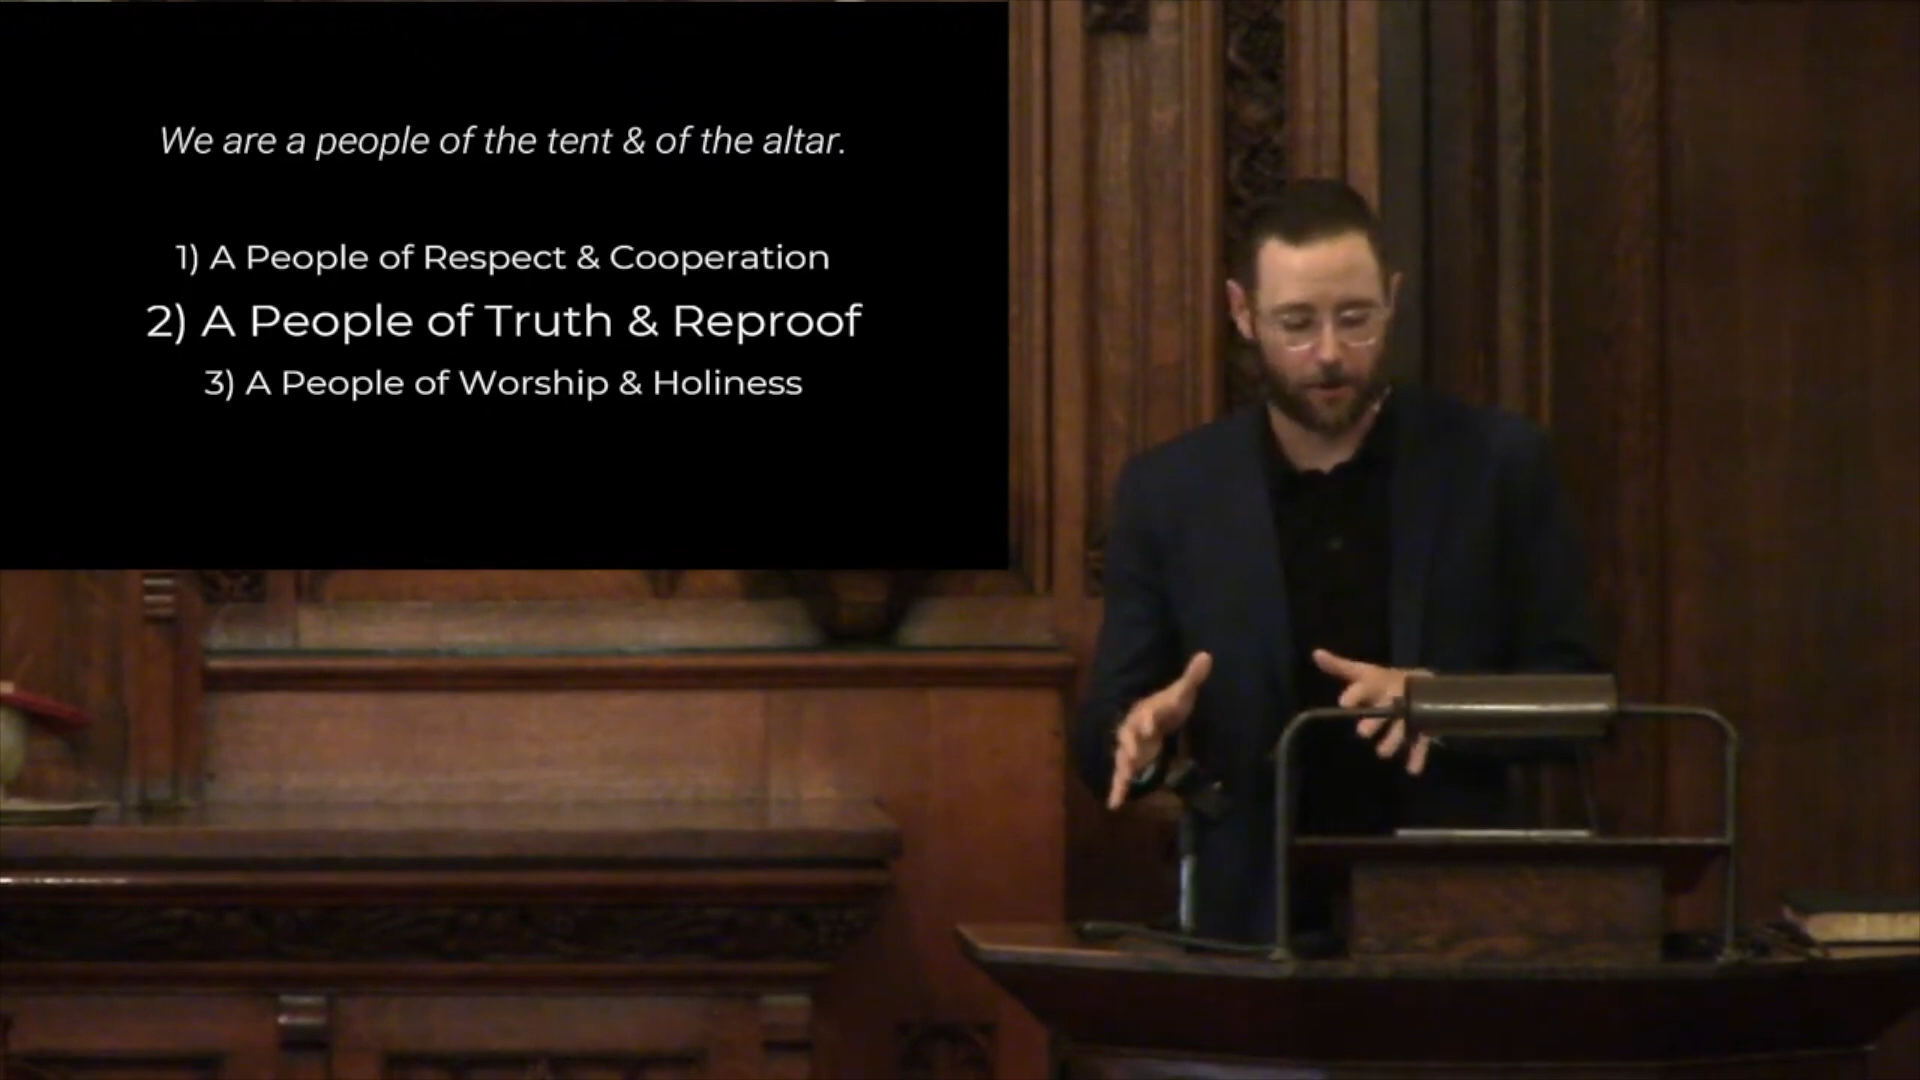 We are a people of the tent & of the altar.
1) A People of Respect & Cooperation
2) A People of Truth & Reproof
3) A People of Worship & Holiness